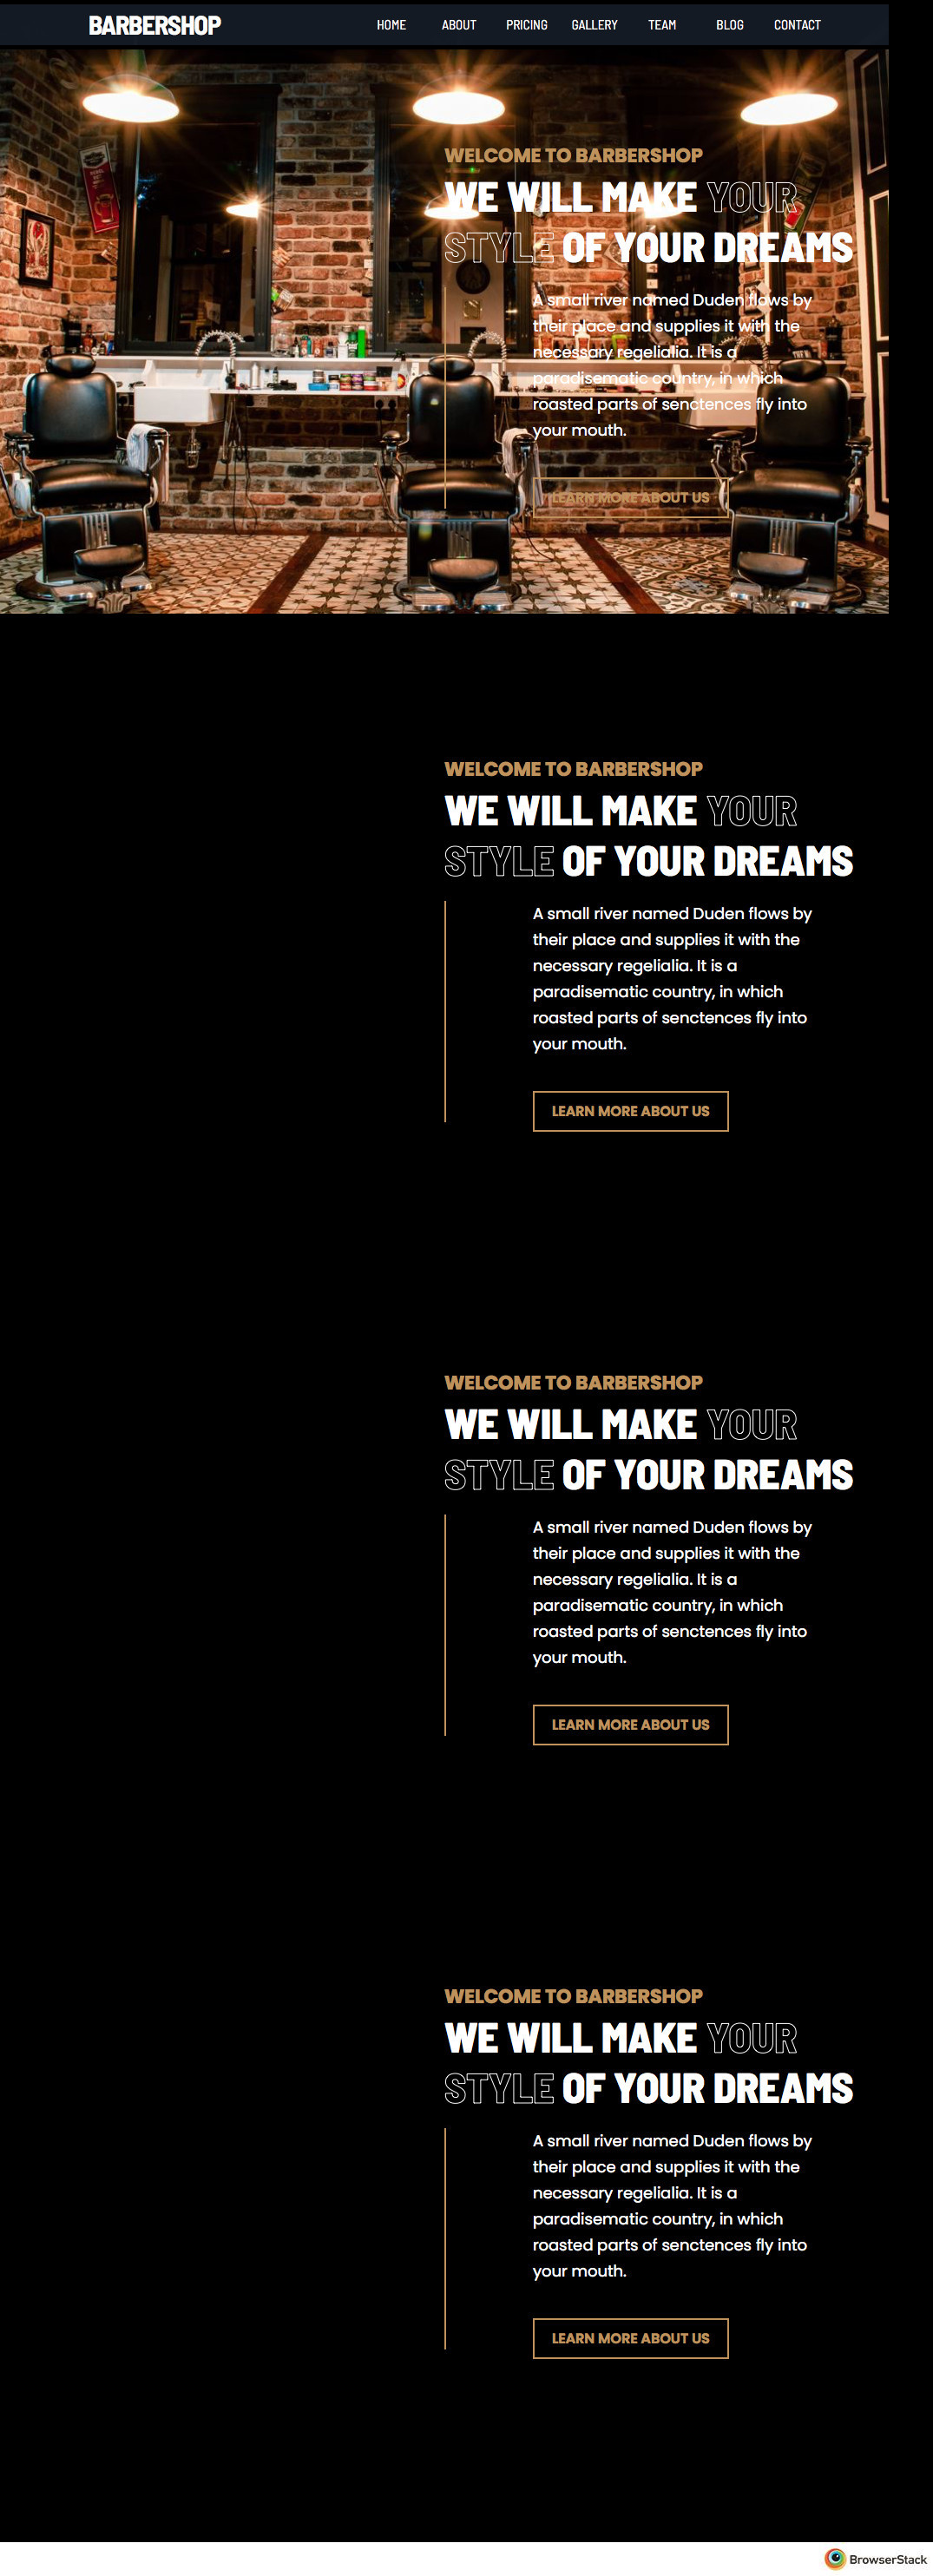 BARBERSHOP
HOME ABOUT PRICING GALLERY TEAM BLOG CONTACT
WELCOME TO BARBERSHOP
WE WILL MAKE YOUR
STYLE OF YOUR DREAMS
A small river named Duden flows by
their place and supplies it with the
necessary regelialia. It is a
paradisematic country, in which
roasted parts of senctences fly into
your mouth.
LEARN MORE ABOUT US
WELCOME TO BARBERSHOP
WE WILL MAKE YOUR
STYLE OF YOUR DREAMS
A small river named Duden flows by
their place and supplies it with the
necessary regelialia. It is a
paradisematic country, in which
roasted parts of senctences fly into
your mouth.
LEARN MORE ABOUT US
WELCOME TO BARBERSHOP
WE WILL MAKE YOUR
STYLE OF YOUR DREAMS
A small river named Duden flows by
their place and supplies it with the
necessary regelialia. It is a
paradisematic country, in which
roasted parts of senctences fly into
your mouth.
LEARN MORE ABOUT US
WELCOME TO BARBERSHOP
WE WILL MAKE YOUR
STYLE OF YOUR DREAMS
A small river named Duden flows by
their place and supplies it with the
necessary regelialia. It is a
paradisematic country, in which
roasted parts of senctences fly into
your mouth.
LEARN MORE ABOUT US
BrowserStack